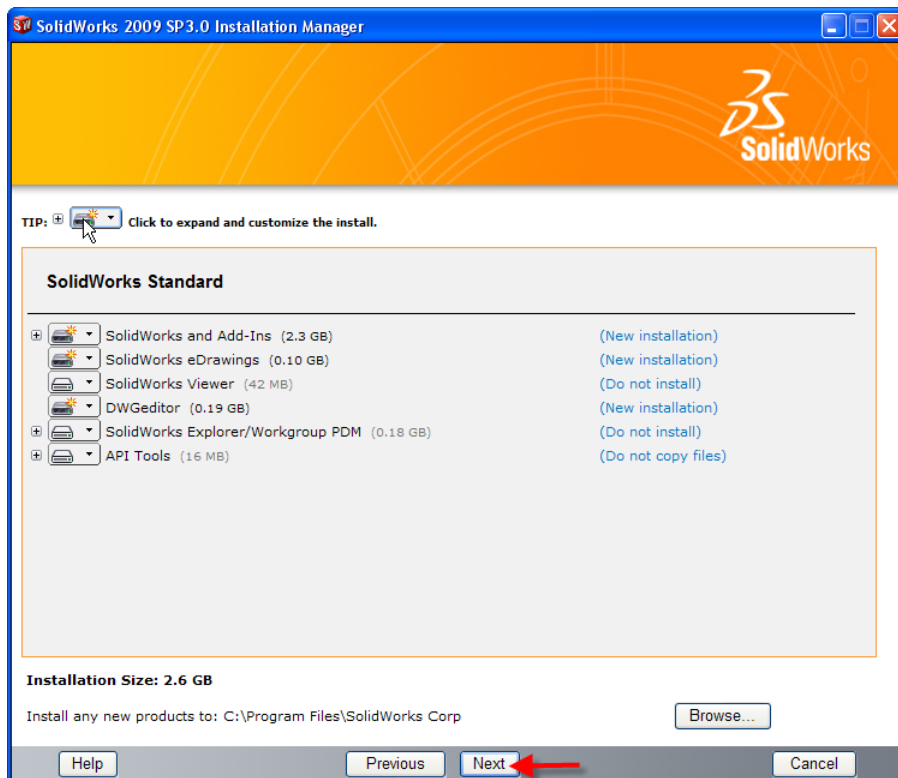 SolidWorks 2009 SP3.0 Installation Manager
SolidWorks
TIP: Click to expand and customize the install.
SolidWorks Standard
SolidWorks and Add-Ins (2.3 GB) (New installation)
SolidWorks eDrawings (0.10 GB) (New installation)
SolidWorks Viewer (42 MB) (Do not install)
DWGeditor (0.19 GB) (New installation)
SolidWorks Explorer/Workgroup PDM (0.18 GB) (Do not install)
API Tools (16 MB) (Do not copy files)
Installation Size: 2.6 GB
Install any new products to: C:\Program Files\SolidWorks Corp Browse...
Help Previous Next Cancel